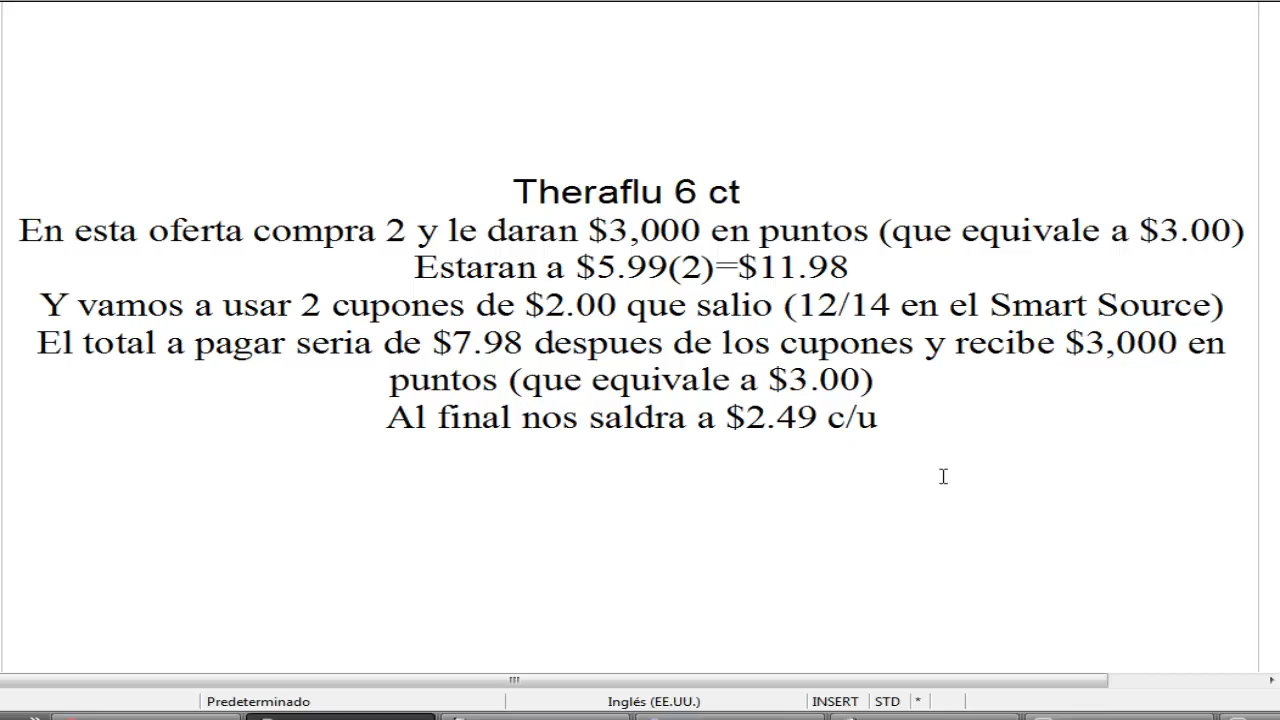 Theraflu 6 ct
En esta oferta compra 2 y le daran $3,000 en puntos (que equivale a $3.00)
Estaran a $5.99(2)=$11.98
Y vamos a usar 2 cupones de $2.00 que salio (12/14 en el Smart Source)
El total a pagar seria de $7.98 despues de los cupones y recibe $3,000 en
puntos (que equivale a $3.00)
Al final nos saldra a $2.49 c/u
Predeterminado Inglés (EE.UU.) INSERT STD *